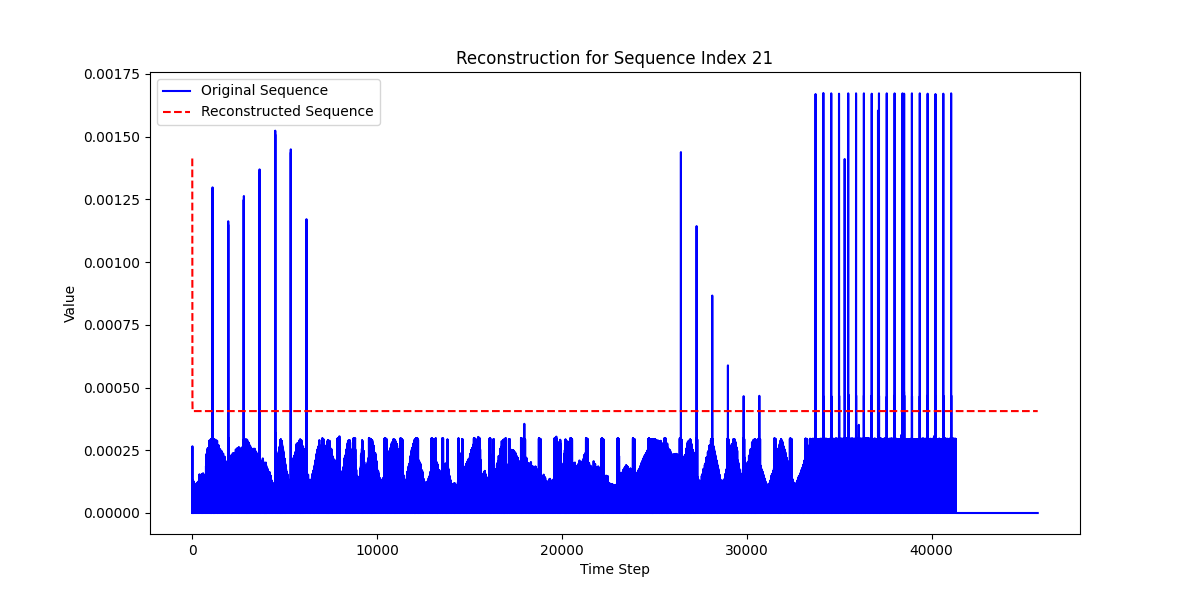 Reconstruction for Sequence Index 21
Original Sequence
Reconstructed Sequence
0.00175
0.00150
0.00125
0.00100
0.00075
0.00050
0.00025
0.00000
Value
0
10000
20000
30000
40000
Time Step